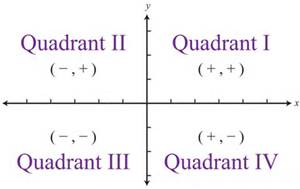 y
Quadrant II
Quadrant I
(−, +)
(+, +)
x
(−, −)
(+, −)
Quadrant III
Quadrant IV